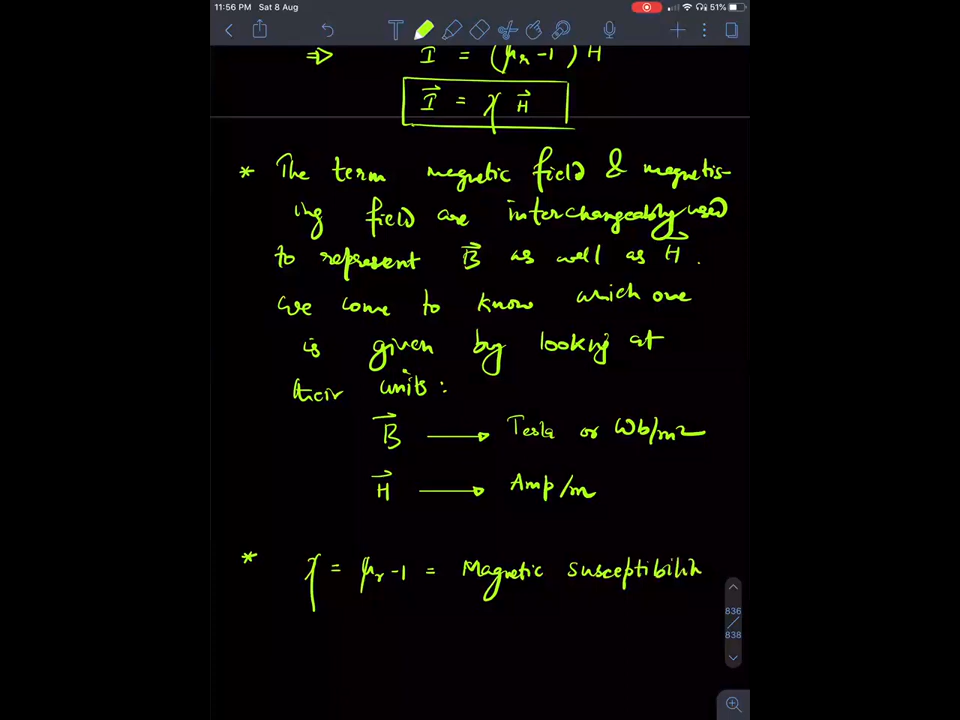 11:56 PM Sat 8 Aug 51%
⇒ I = (μr-1) H
I⃗ = χ H⃗
* The term magnetic field & magnetis-
ing field are interchangeably used
to represent B⃗ as well as H⃗ .
we come to know which one
is given by looking at
their units :
B⃗ → Tesla or Wb/m2
H⃗ → Amp/m
* χ = μr-1 = Magnetic susceptibilit
836
838